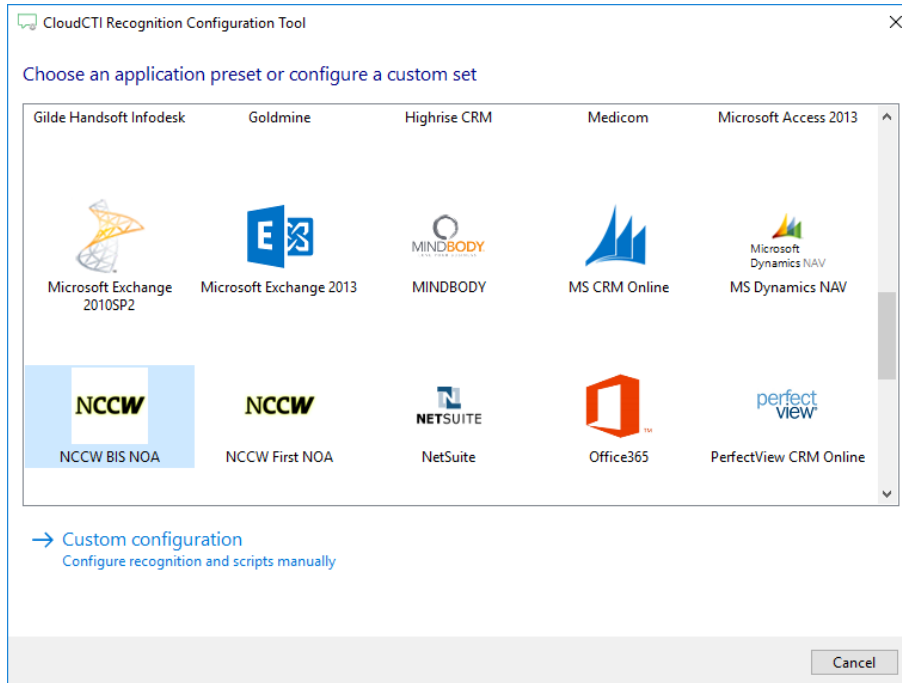 CloudCTI Recognition Configuration Tool
Choose an application preset or configure a custom set
Gilde Handsoft Infodesk
Goldmine
Highrise CRM
Medicom
Microsoft Access 2013
E
MINDBODY
Microsoft
Dynamics NAV
Microsoft Exchange
2010SP2
Microsoft Exchange 2013
MINDBODY
MS CRM Online
MS Dynamics NAV
NCCW
NCCW
N
NETSUITE
TM
perfect
view
NCCW BIS NOA
NCCW First NOA
NetSuite
Office365
PerfectView CRM Online
Custom configuration
Configure recognition and scripts manually
Cancel